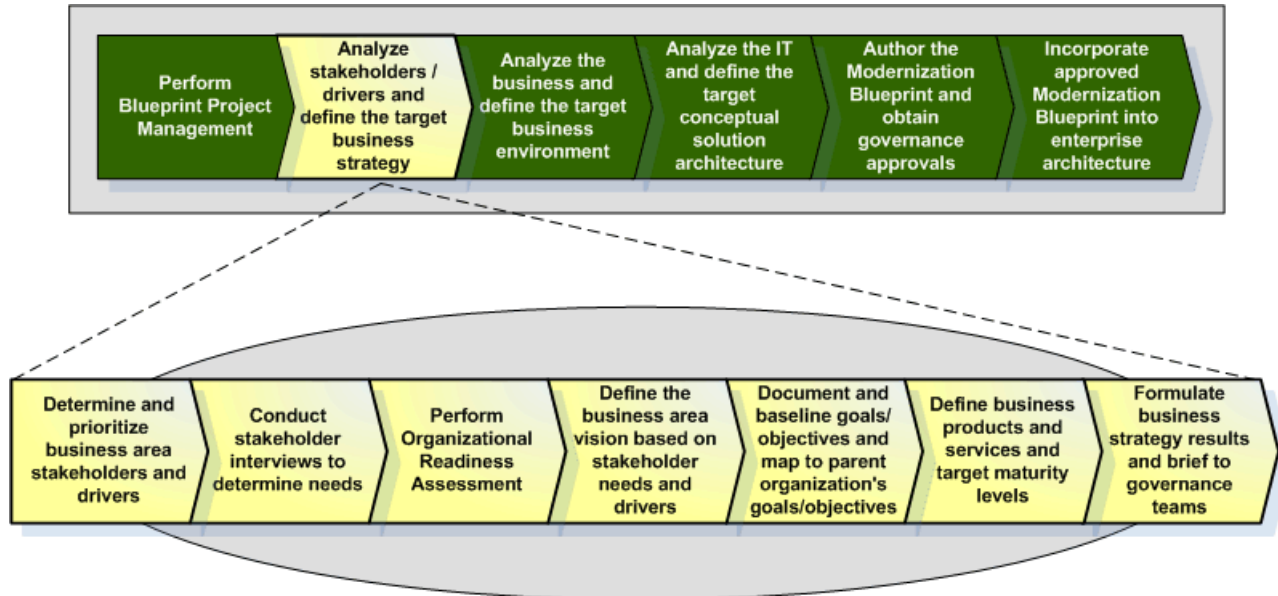 Perform
Blueprint Project
Management
Analyze
stakeholders /
drivers and
define the target
business
strategy
Analyze the
business and
define the target
business
environment
Analyze the IT
and define the
target
conceptual
solution
architecture
Author the
Modernization
Blueprint and
obtain
governance
approvals
Incorporate
approved
Modernization
Blueprint into
enterprise
architecture
Determine and
prioritize
business area
stakeholders and
drivers
Conduct
stakeholder
interviews to
determine needs
Perform
Organizational
Readiness
Assessment
Define the
business area
vision based on
stakeholder
needs and
drivers
Document and
baseline goals/
objectives and
map to parent
organization's
goals/objectives
Define business
products and
services and
target maturity
levels
Formulate
business
strategy results
and brief to
governance
teams